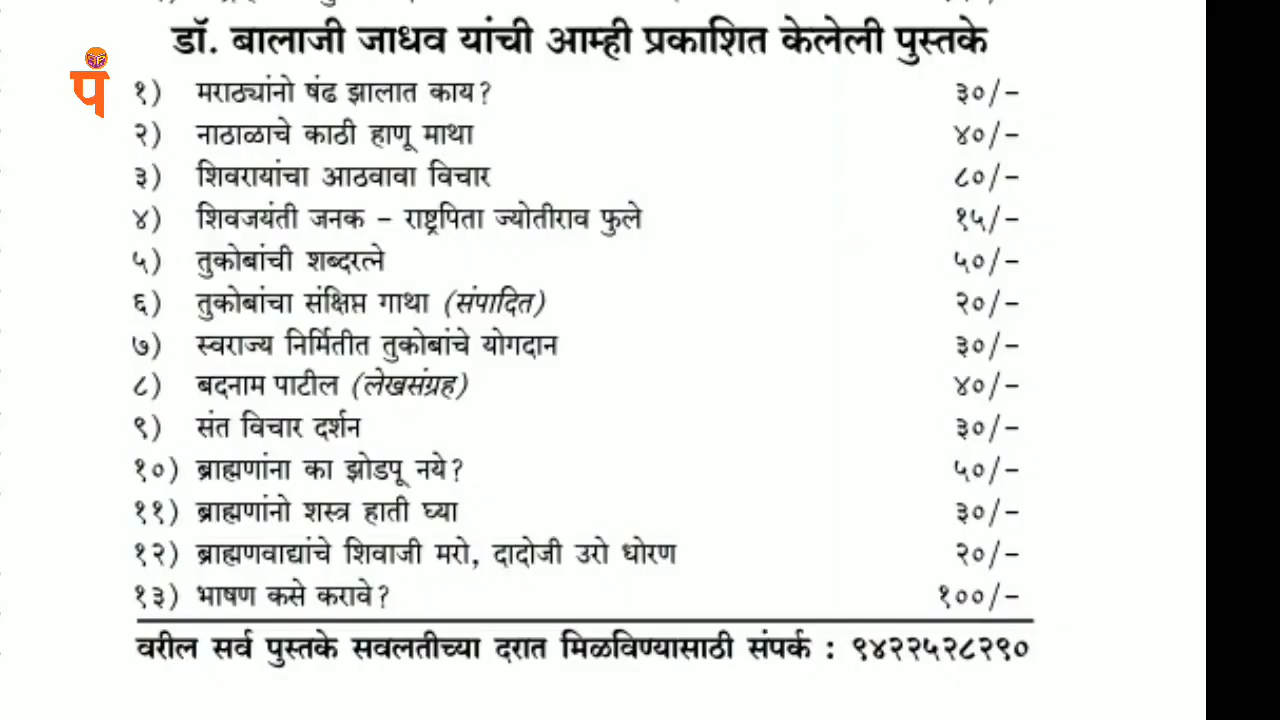 डॉ. बालाजी जाधव यांची आम्ही प्रकाशित केलेली पुस्तके
पं
१) मराठ्यांनो षंढ झालात काय? ३०/-
२) नाठाळाचे काठी हाणू माथा ४०/-
३) शिवरायांचा आठवावा विचार ८०/-
४) शिवजयंती जनक - राष्ट्रपिता ज्योतीराव फुले १५/-
५) तुकोबांची शब्दरत्ने ५०/-
६) तुकोबांचा संक्षिप्त गाथा (संपादित) २०/-
७) स्वराज्य निर्मितीत तुकोबांचे योगदान ३०/-
८) बदनाम पाटील (लेखसंग्रह) ४०/-
९) संत विचार दर्शन ३०/-
१०) ब्राह्मणांना का झोडपू नये? ५०/-
११) ब्राह्मणांनो शस्त्र हाती घ्या ३०/-
१२) ब्राह्मणवाद्यांचे शिवाजी मरो, दादोजी उरो धोरण २०/-
१३) भाषण कसे करावे? १००/-
वरील सर्व पुस्तके सवलतीच्या दरात मिळविण्यासाठी संपर्क : ९४२२५२८२९०